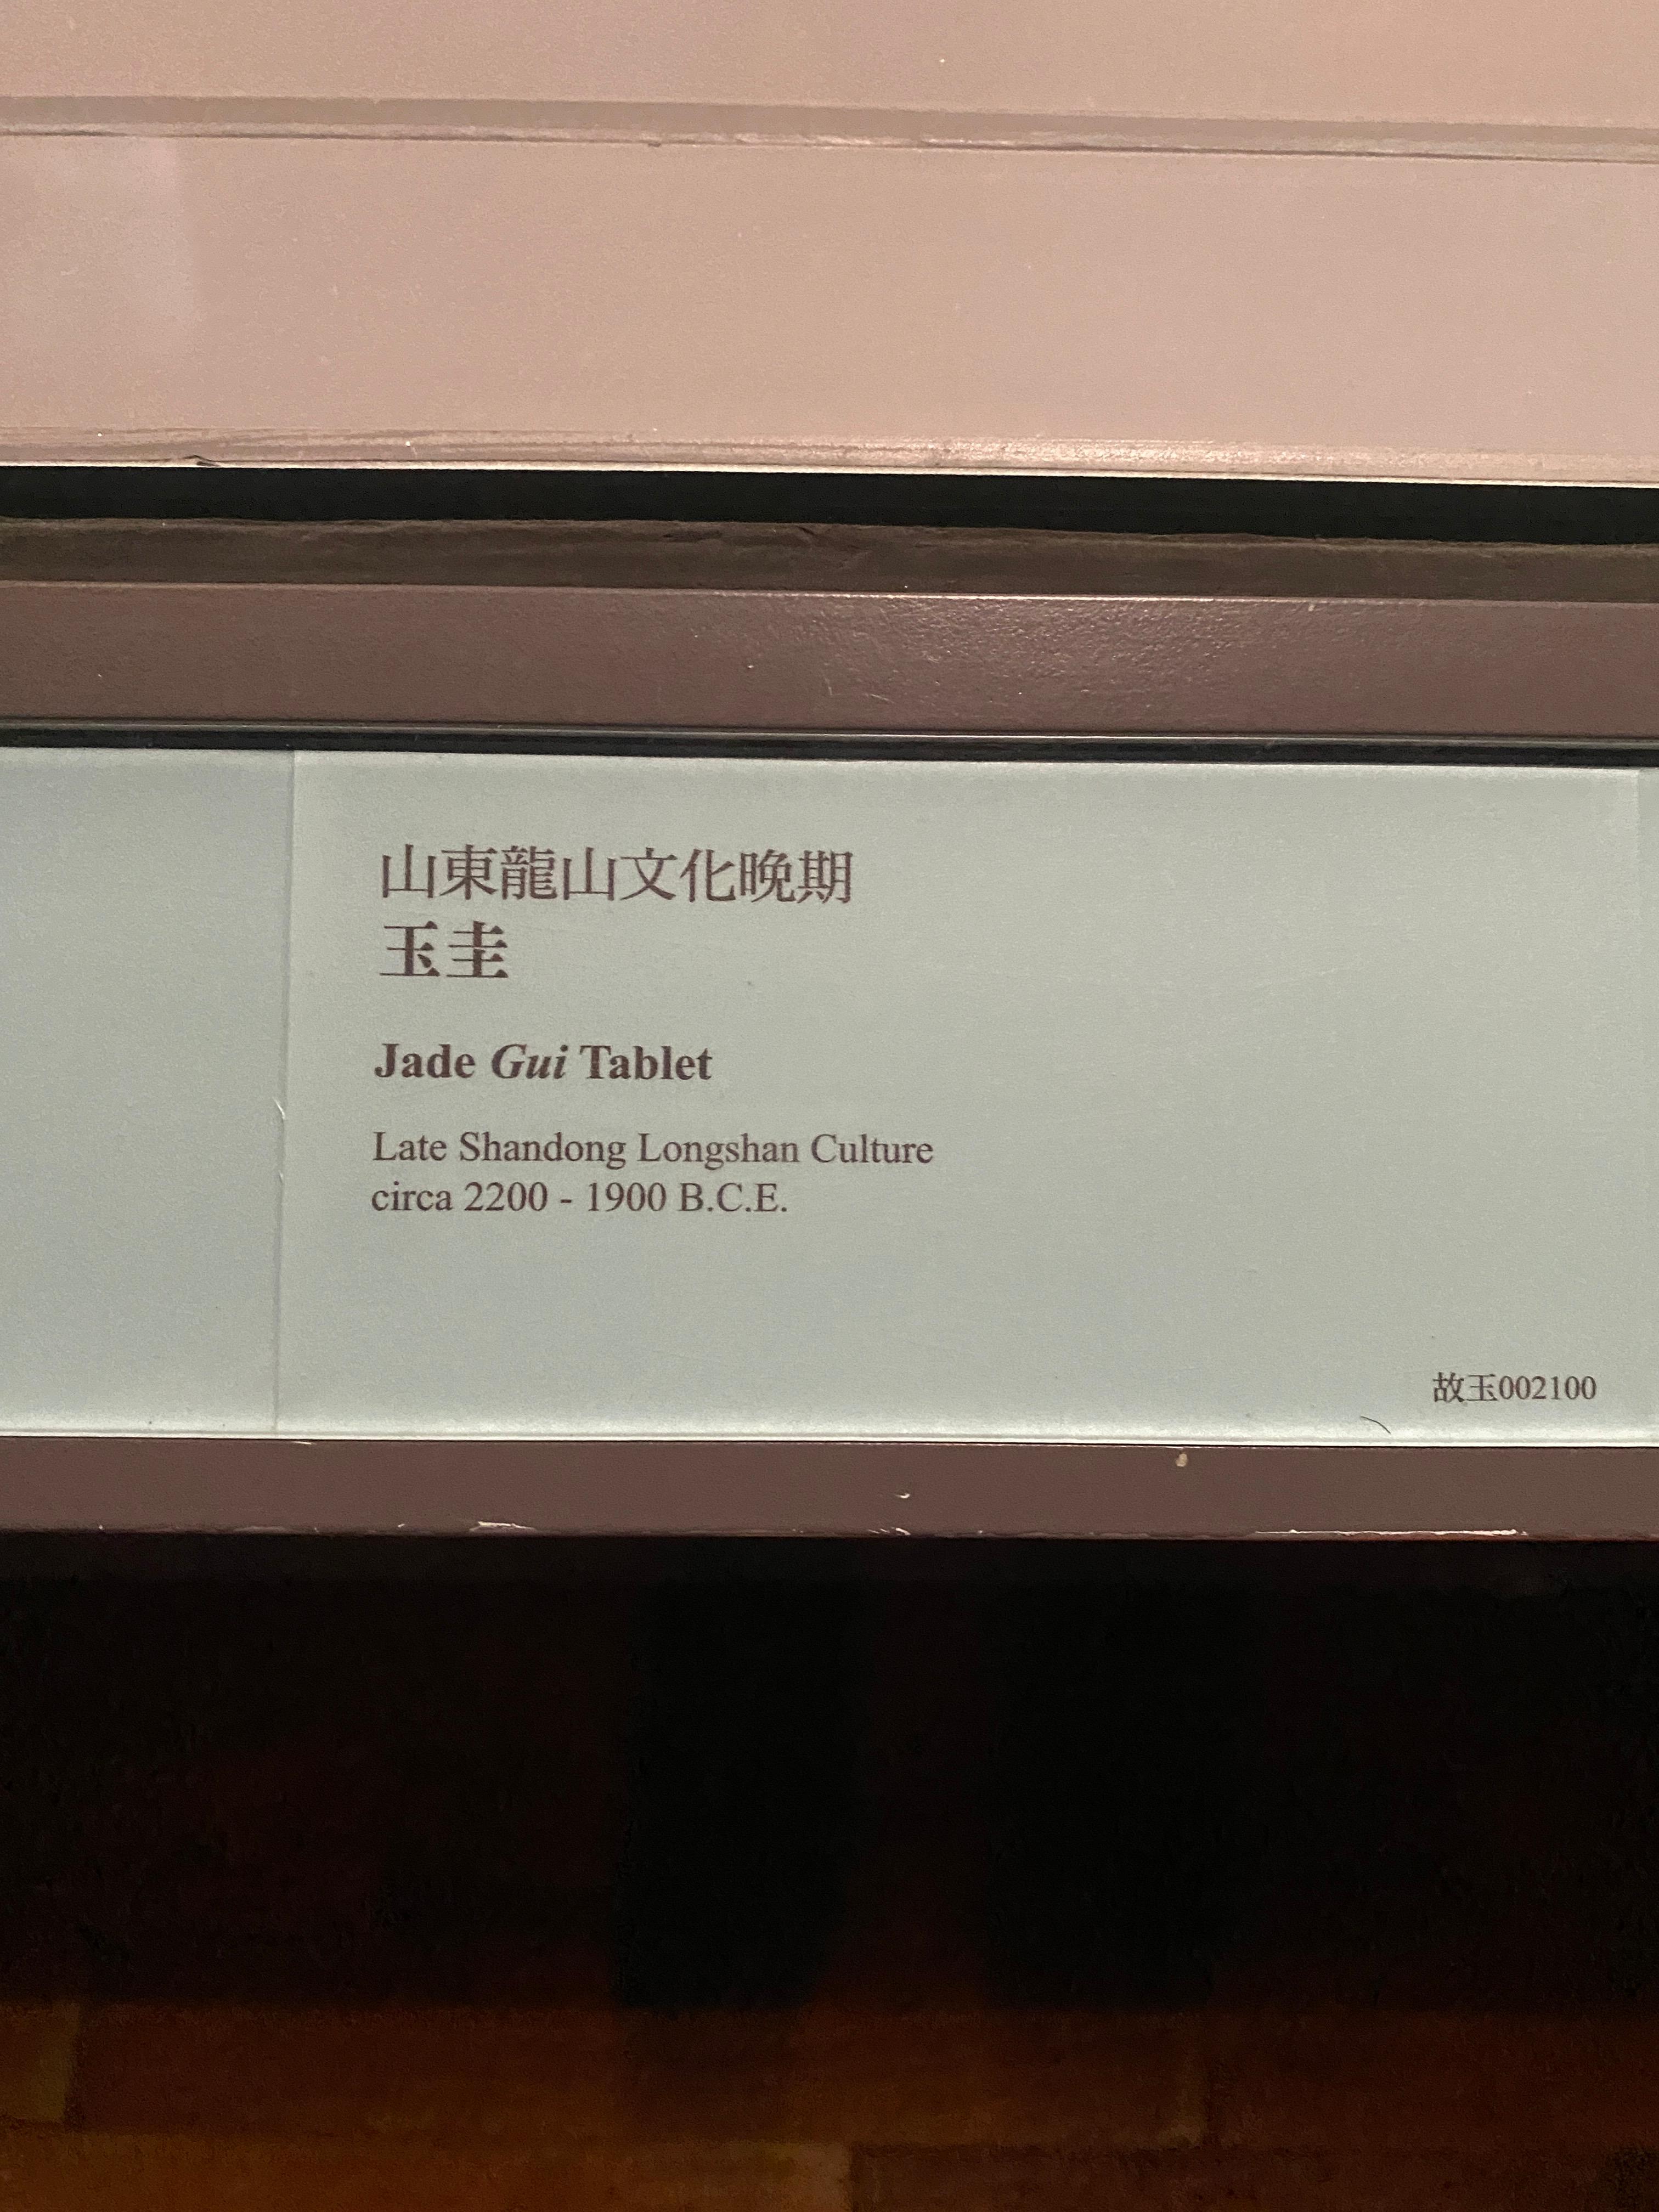 山東龍山文化晚期
玉圭
Jade Gui Tablet
Late Shandong Longshan Culture
circa 2200 - 1900 B.C.E.
故玉002100